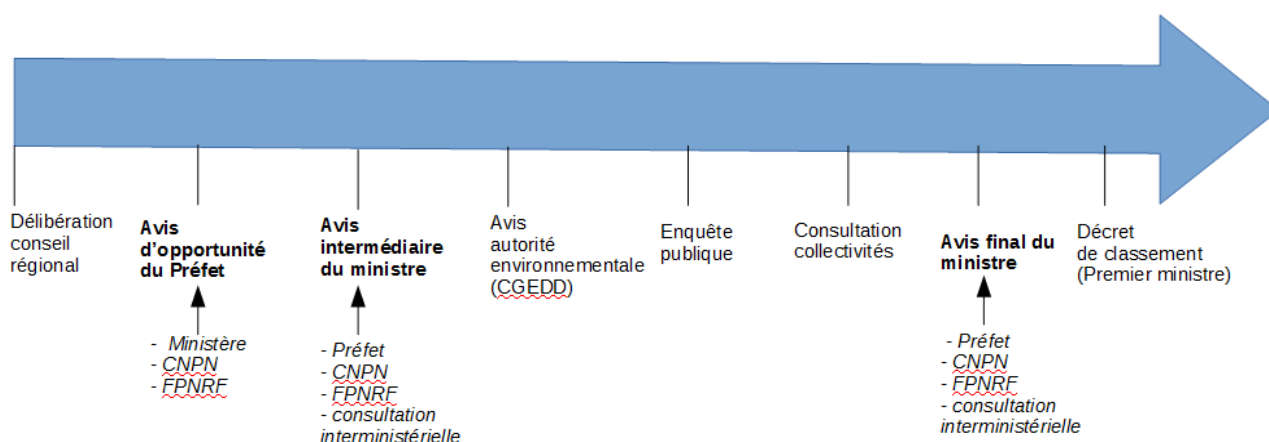 Délibération
conseil
régional
Avis
d’opportunité
du Préfet
- Ministère
- CNPN
- FPNRF
Avis
intermédiaire
du ministre
- Préfet
- CNPN
- FPNRF
- consultation
interministérielle
Avis
autorité
environnementale
(CGEDD)
Enquête
publique
Consultation
collectivités
Avis final du
ministre
- Préfet
- CNPN
- FPNRF
- consultation
interministérielle
Décret
de classement
(Premier ministre)